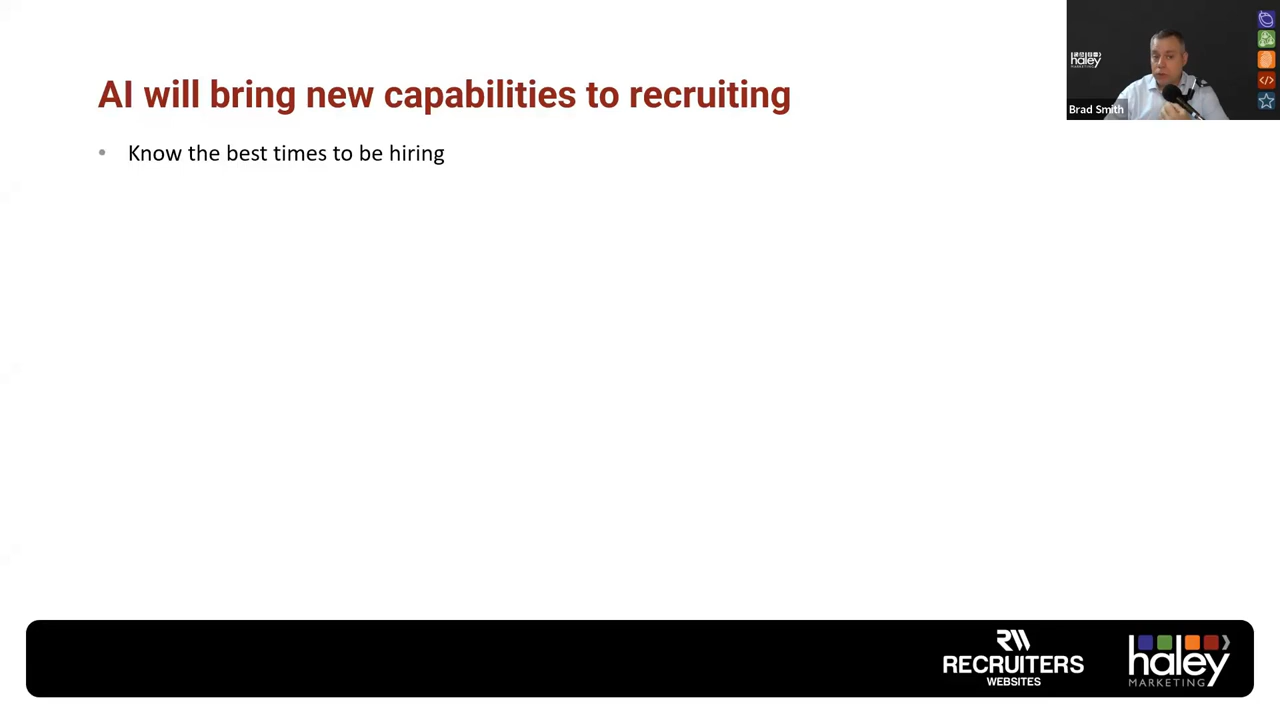 AI will bring new capabilities to recruiting
• Know the best times to be hiring
haley
Brad Smith
RECRUITERS
WEBSITES
haley
MARKETING